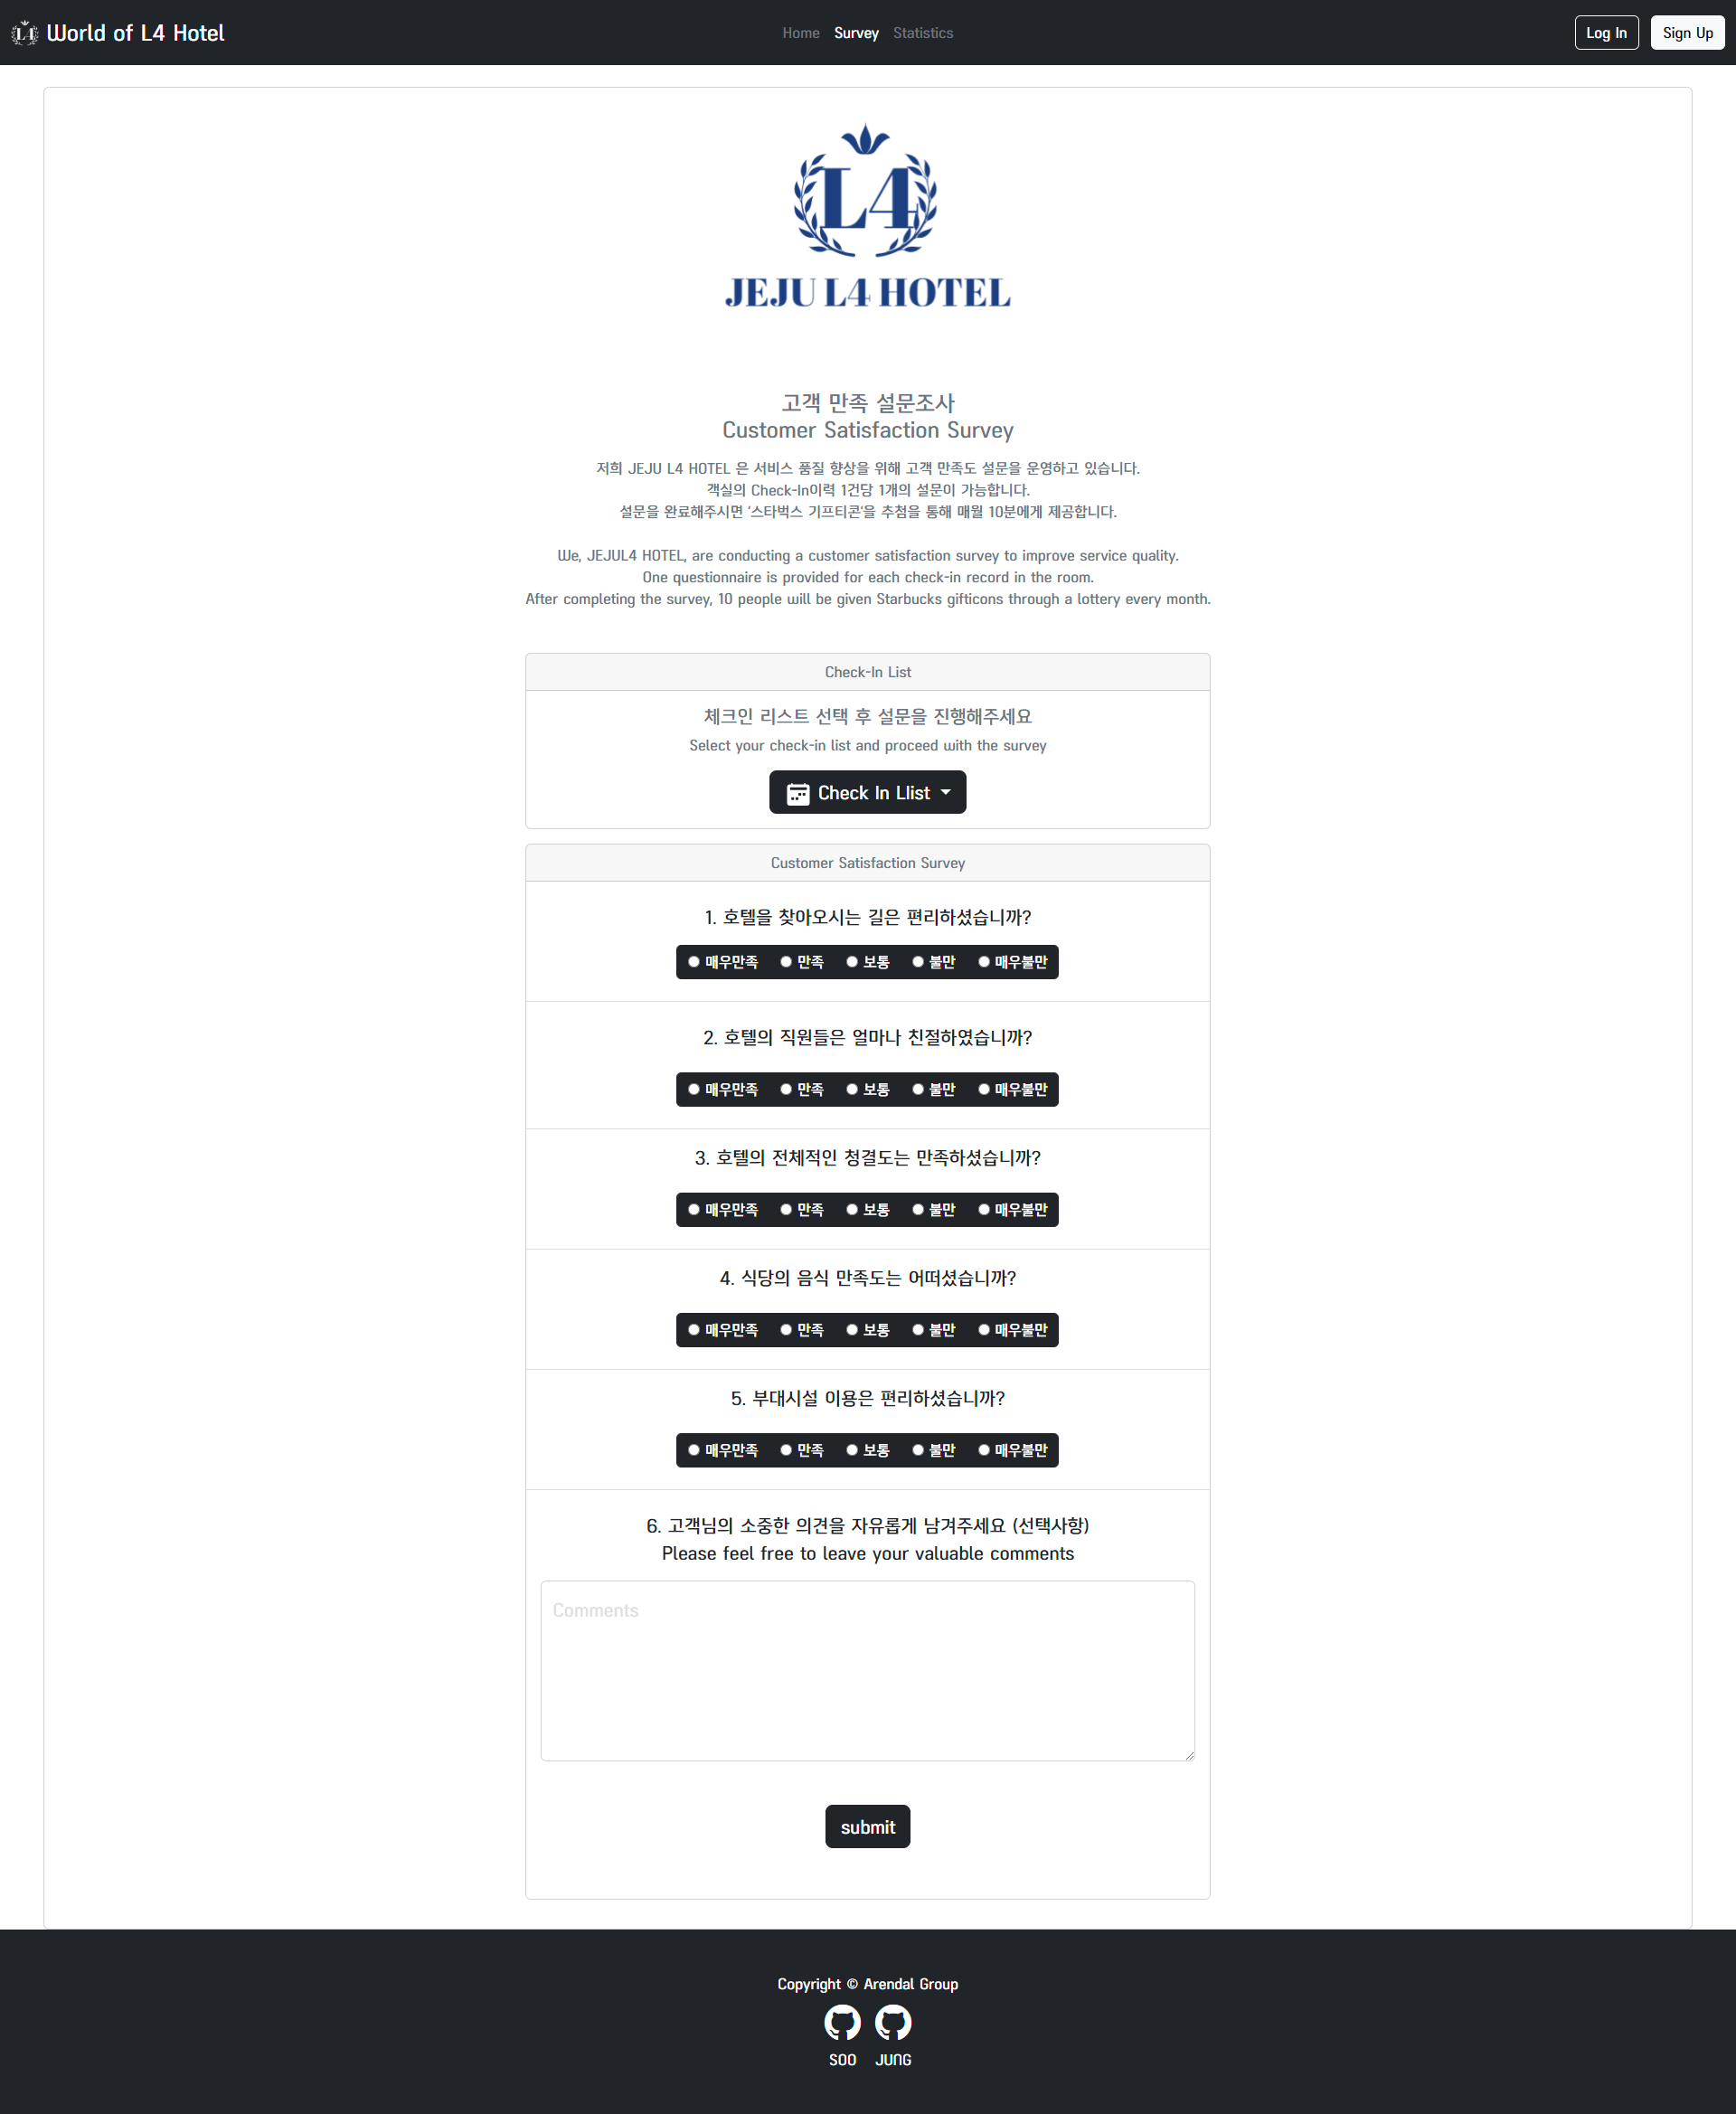 L4 World of L4 Hotel
Home Survey Statistics
Log In Sign Up
L4
JEJU L4 HOTEL
고객 만족 설문조사
Customer Satisfaction Survey
저희 JEJU L4 HOTEL 은 서비스 품질 향상을 위해 고객 만족도 설문을 운영하고 있습니다.
객실의 Check-In이력 1건당 1개의 설문이 가능합니다.
설문을 완료해주시면 '스타벅스 기프티콘'을 추첨을 통해 매월 10분에게 제공합니다.
We, JEJUL4 HOTEL, are conducting a customer satisfaction survey to improve service quality.
One questionnaire is provided for each check-in record in the room.
After completing the survey, 10 people will be given Starbucks gifticons through a lottery every month.
Check-In List
체크인 리스트 선택 후 설문을 진행해주세요
Select your check-in list and proceed with the survey
Check In Llist
Customer Satisfaction Survey
1. 호텔을 찾아오시는 길은 편리하셨습니까?
매우만족 만족 보통 불만 매우불만
2. 호텔의 직원들은 얼마나 친절하였습니까?
매우만족 만족 보통 불만 매우불만
3. 호텔의 전체적인 청결도는 만족하셨습니까?
매우만족 만족 보통 불만 매우불만
4. 식당의 음식 만족도는 어떠셨습니까?
매우만족 만족 보통 불만 매우불만
5. 부대시설 이용은 편리하셨습니까?
매우만족 만족 보통 불만 매우불만
6. 고객님의 소중한 의견을 자유롭게 남겨주세요 (선택사항)
Please feel free to leave your valuable comments
Comments
submit
Copyright © Arendal Group
SOO JUNG